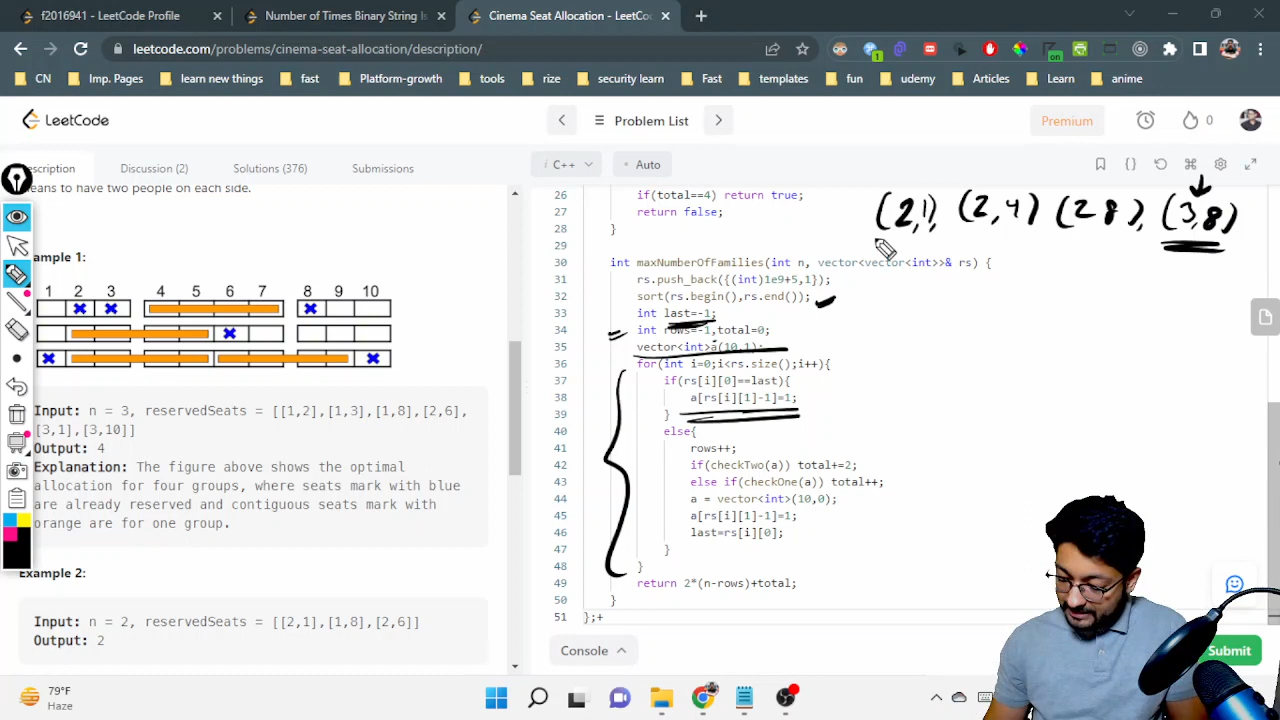 f2016941 - LeetCode Profile
Number of Times Binary String Is
Cinema Seat Allocation - LeetCo
leetcode.com/problems/cinema-seat-allocation/description/
CN
Imp. Pages
learn new things
fast
Platform-growth
tools
rise
security learn
Fast
templates
fun
udemy
Articles
Learn
anime
1
on
LeetCode
Problem List
Premium
0
escription
Discussion (2)
Solutions (376)
Submissions
i C++
Auto
means to have two people on each side.
ample 1:
1 2 3 4 5 6 7 8 9 10
Input: n = 3, reservedSeats = [[1,2],[1,3],[1,8],[2,6],
[3,1],[3,10]]
Output: 4
Explanation: The figure above shows the optimal
allocation for four groups, where seats mark with blue
are already reserved and contiguous seats mark with
orange are for one group.
Example 2:
Input: n = 2, reservedSeats = [[2,1],[1,8],[2,6]]
Output: 2
(2,1), (2,4) (2 8), (3,8)
26 if(total==4) return true;
27 return false;
28 }
29
30 int maxNumberOfFamilies(int n, vector<vector<int>>& rs) {
31 rs.push_back({(int)1e9+5,1});
32 sort(rs.begin(),rs.end());
33 int last=-1;
34 int rows=-1,total=0;
35 vector<int>a(10,1);
36 for(int i=0;i<rs.size();i++){
37 if(rs[i][0]==last){
38 a[rs[i][1]-1]=1;
39 }
40 else{
41 rows++;
42 if(checkTwo(a)) total+=2;
43 else if(checkOne(a)) total++;
44 a = vector<int>(10,0);
45 a[rs[i][1]-1]=1;
46 last=rs[i][0];
47 }
48 }
49 return 2*(n-rows)+total;
50 }
51 };+
Console
Submit
79°F
Haze